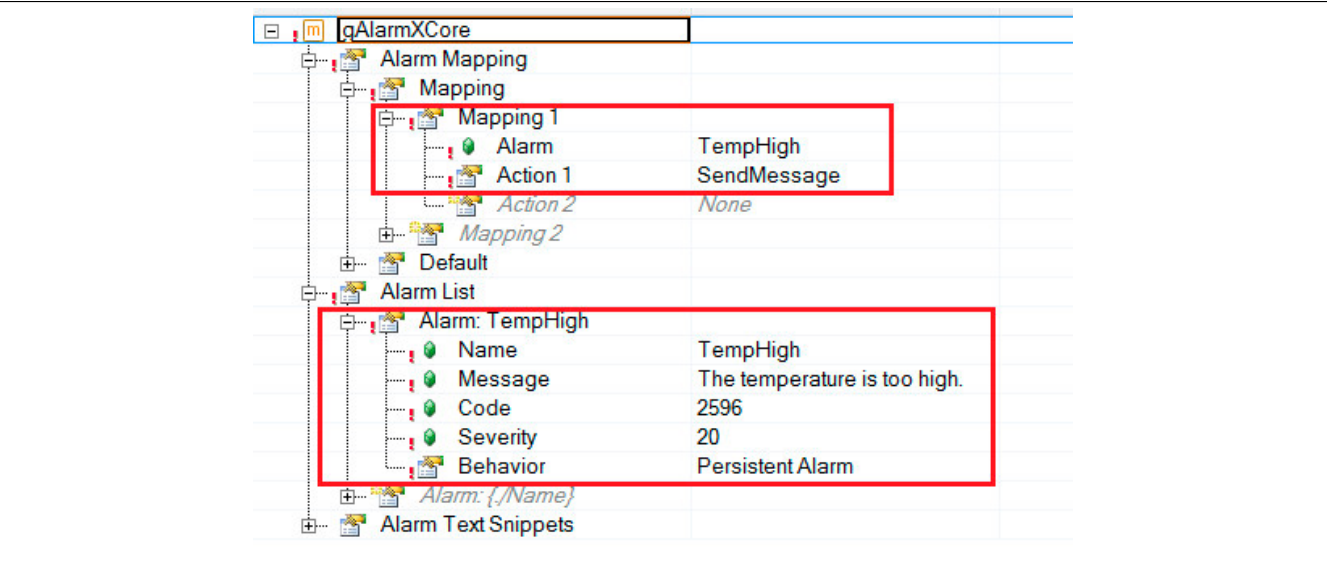 m gAlarmXCore
Alarm Mapping
Mapping
Mapping 1
Alarm TempHigh
Action 1 SendMessage
Action 2 None
Mapping 2
Default
Alarm List
Alarm: TempHigh
Name TempHigh
Message The temperature is too high.
Code 2596
Severity 20
Behavior Persistent Alarm
Alarm: {./Name}
Alarm Text Snippets